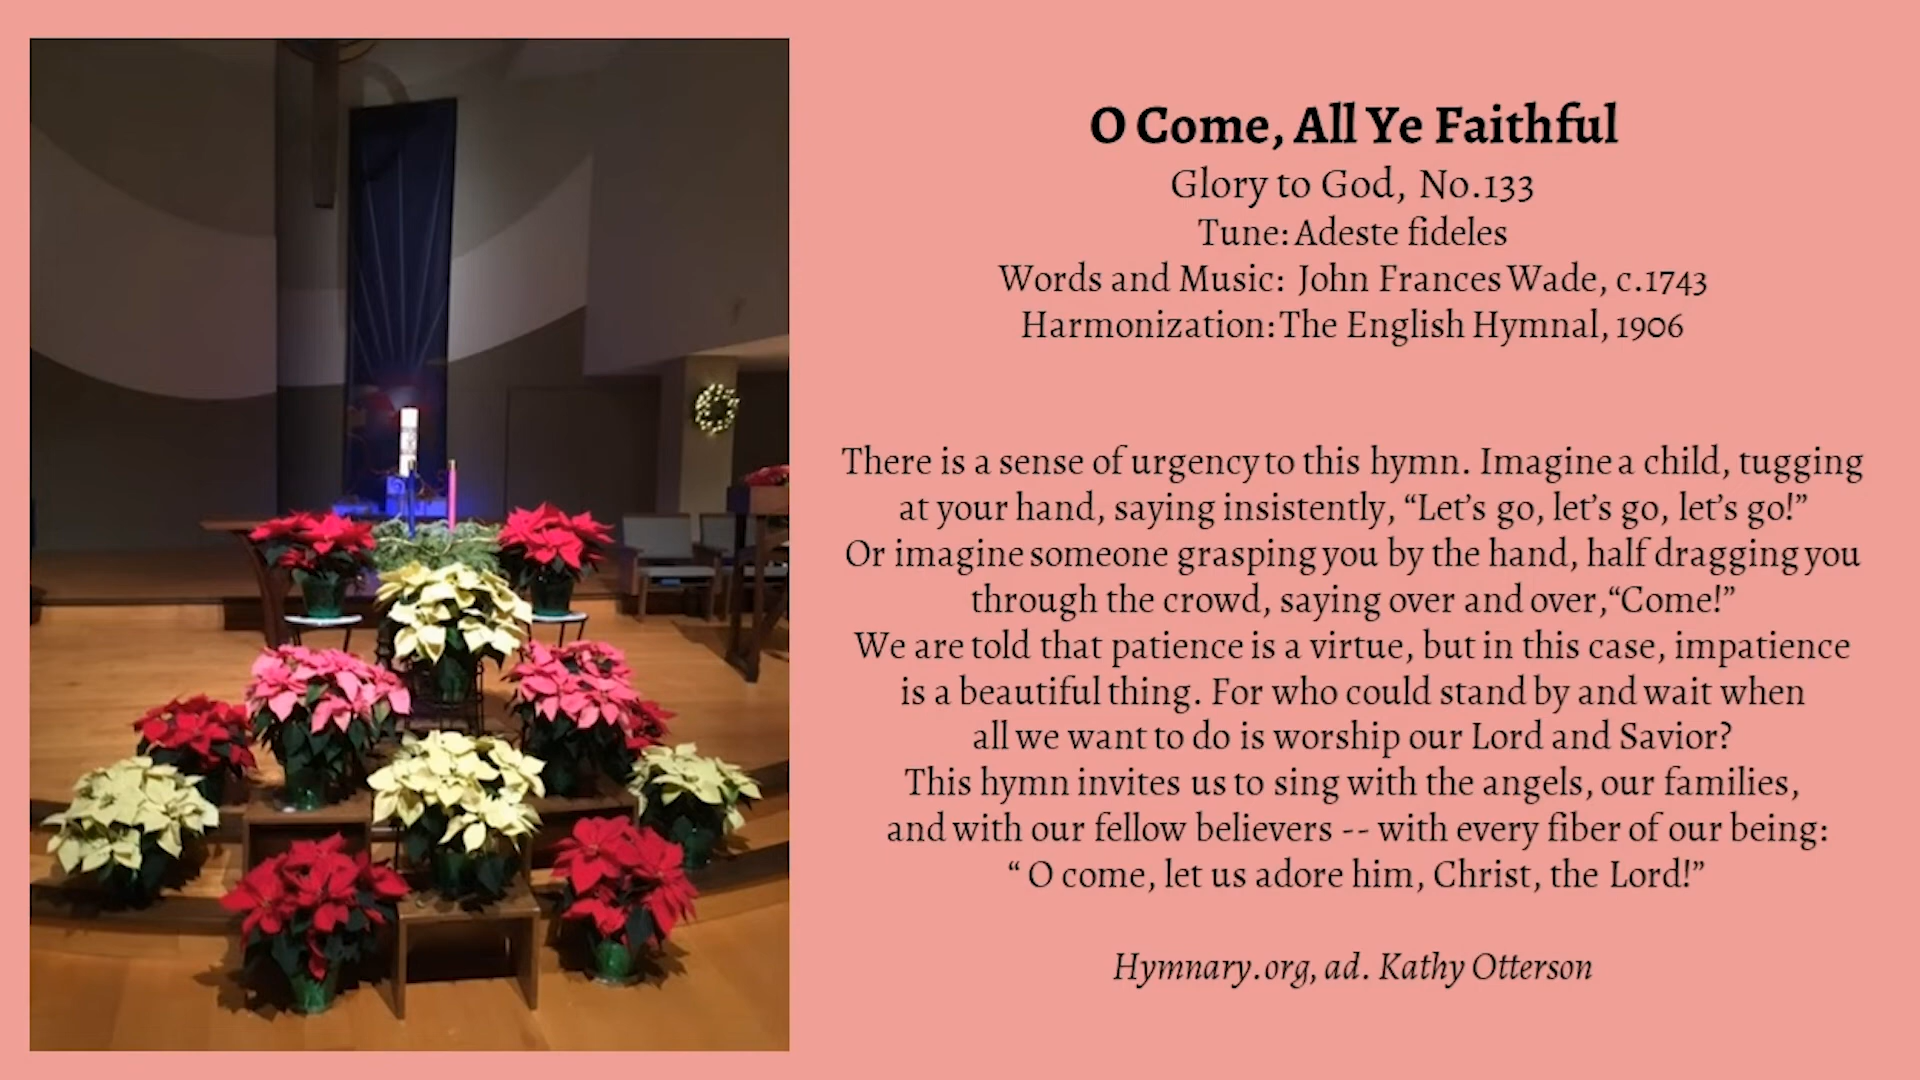 O Come, All Ye Faithful
Glory to God, No.133
Tune: Adeste fideles
Words and Music: John Frances Wade, c.1743
Harmonization: The English Hymnal, 1906
There is a sense of urgency to this hymn. Imagine a child, tugging
at your hand, saying insistently, “Let’s go, let’s go, let’s go!”
Or imagine someone grasping you by the hand, half dragging you
through the crowd, saying over and over,“Come!”
We are told that patience is a virtue, but in this case, impatience
is a beautiful thing. For who could stand by and wait when
all we want to do is worship our Lord and Savior?
This hymn invites us to sing with the angels, our families,
and with our fellow believers -- with every fiber of our being:
“ O come, let us adore him, Christ, the Lord!”
Hymnary.org, ad. Kathy Otterson